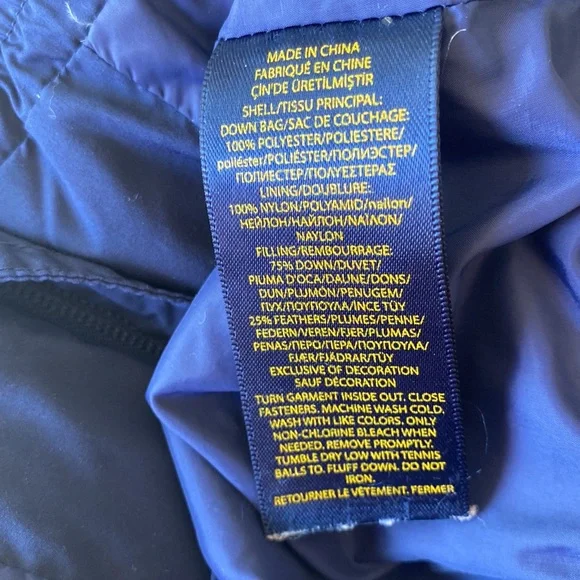 MADE IN CHINA
FABRIQUÉ EN CHINE
ÇİN'DE ÜRETİLMİŞTİR
SHELL/TISSU PRINCIPAL:
DOWN BAG/SAC DE COUCHAGE:
100% POLYESTER/POLIESTERE/
poliéster/POLIÉSTER/ПОЛИЭСТЕР/
ПОЛИЕСТЕР/ΠΟΛΥΕΣΤΕΡΑΣ
LINING/DOUBLURE:
100% NYLON/POLYAMID/nailon/
НЕЙЛОН/НАЙЛОН/ΝΑΪΛΟΝ/
NAYLON
FILLING/REMBOURRAGE:
75% DOWN/DUVET/
PIUMA D'OCA/DAUNE/DONS/
DUN/PLUMÓN/PENUGEM/
ПУХ/ΠΟΥΠΟΥΛΑ/İNCE TÜY
25% FEATHERS/PLUMES/PENNE/
FEDERN/VEREN/FJER/PLUMAS/
PENAS/ПЕРО/ПЕРА/ΠΟΥΠΟΥΛΑ/
FJÆR/FJÄDRAR/TÜY
EXCLUSIVE OF DECORATION
SAUF DÉCORATION
TURN GARMENT INSIDE OUT. CLOSE
FASTENERS. MACHINE WASH COLD.
WASH WITH LIKE COLORS. ONLY
NON-CHLORINE BLEACH WHEN
NEEDED. REMOVE PROMPTLY.
TUMBLE DRY LOW WITH TENNIS
BALLS TO. FLUFF DOWN. DO NOT
IRON.
RETOURNER LE VÊTEMENT. FERMER